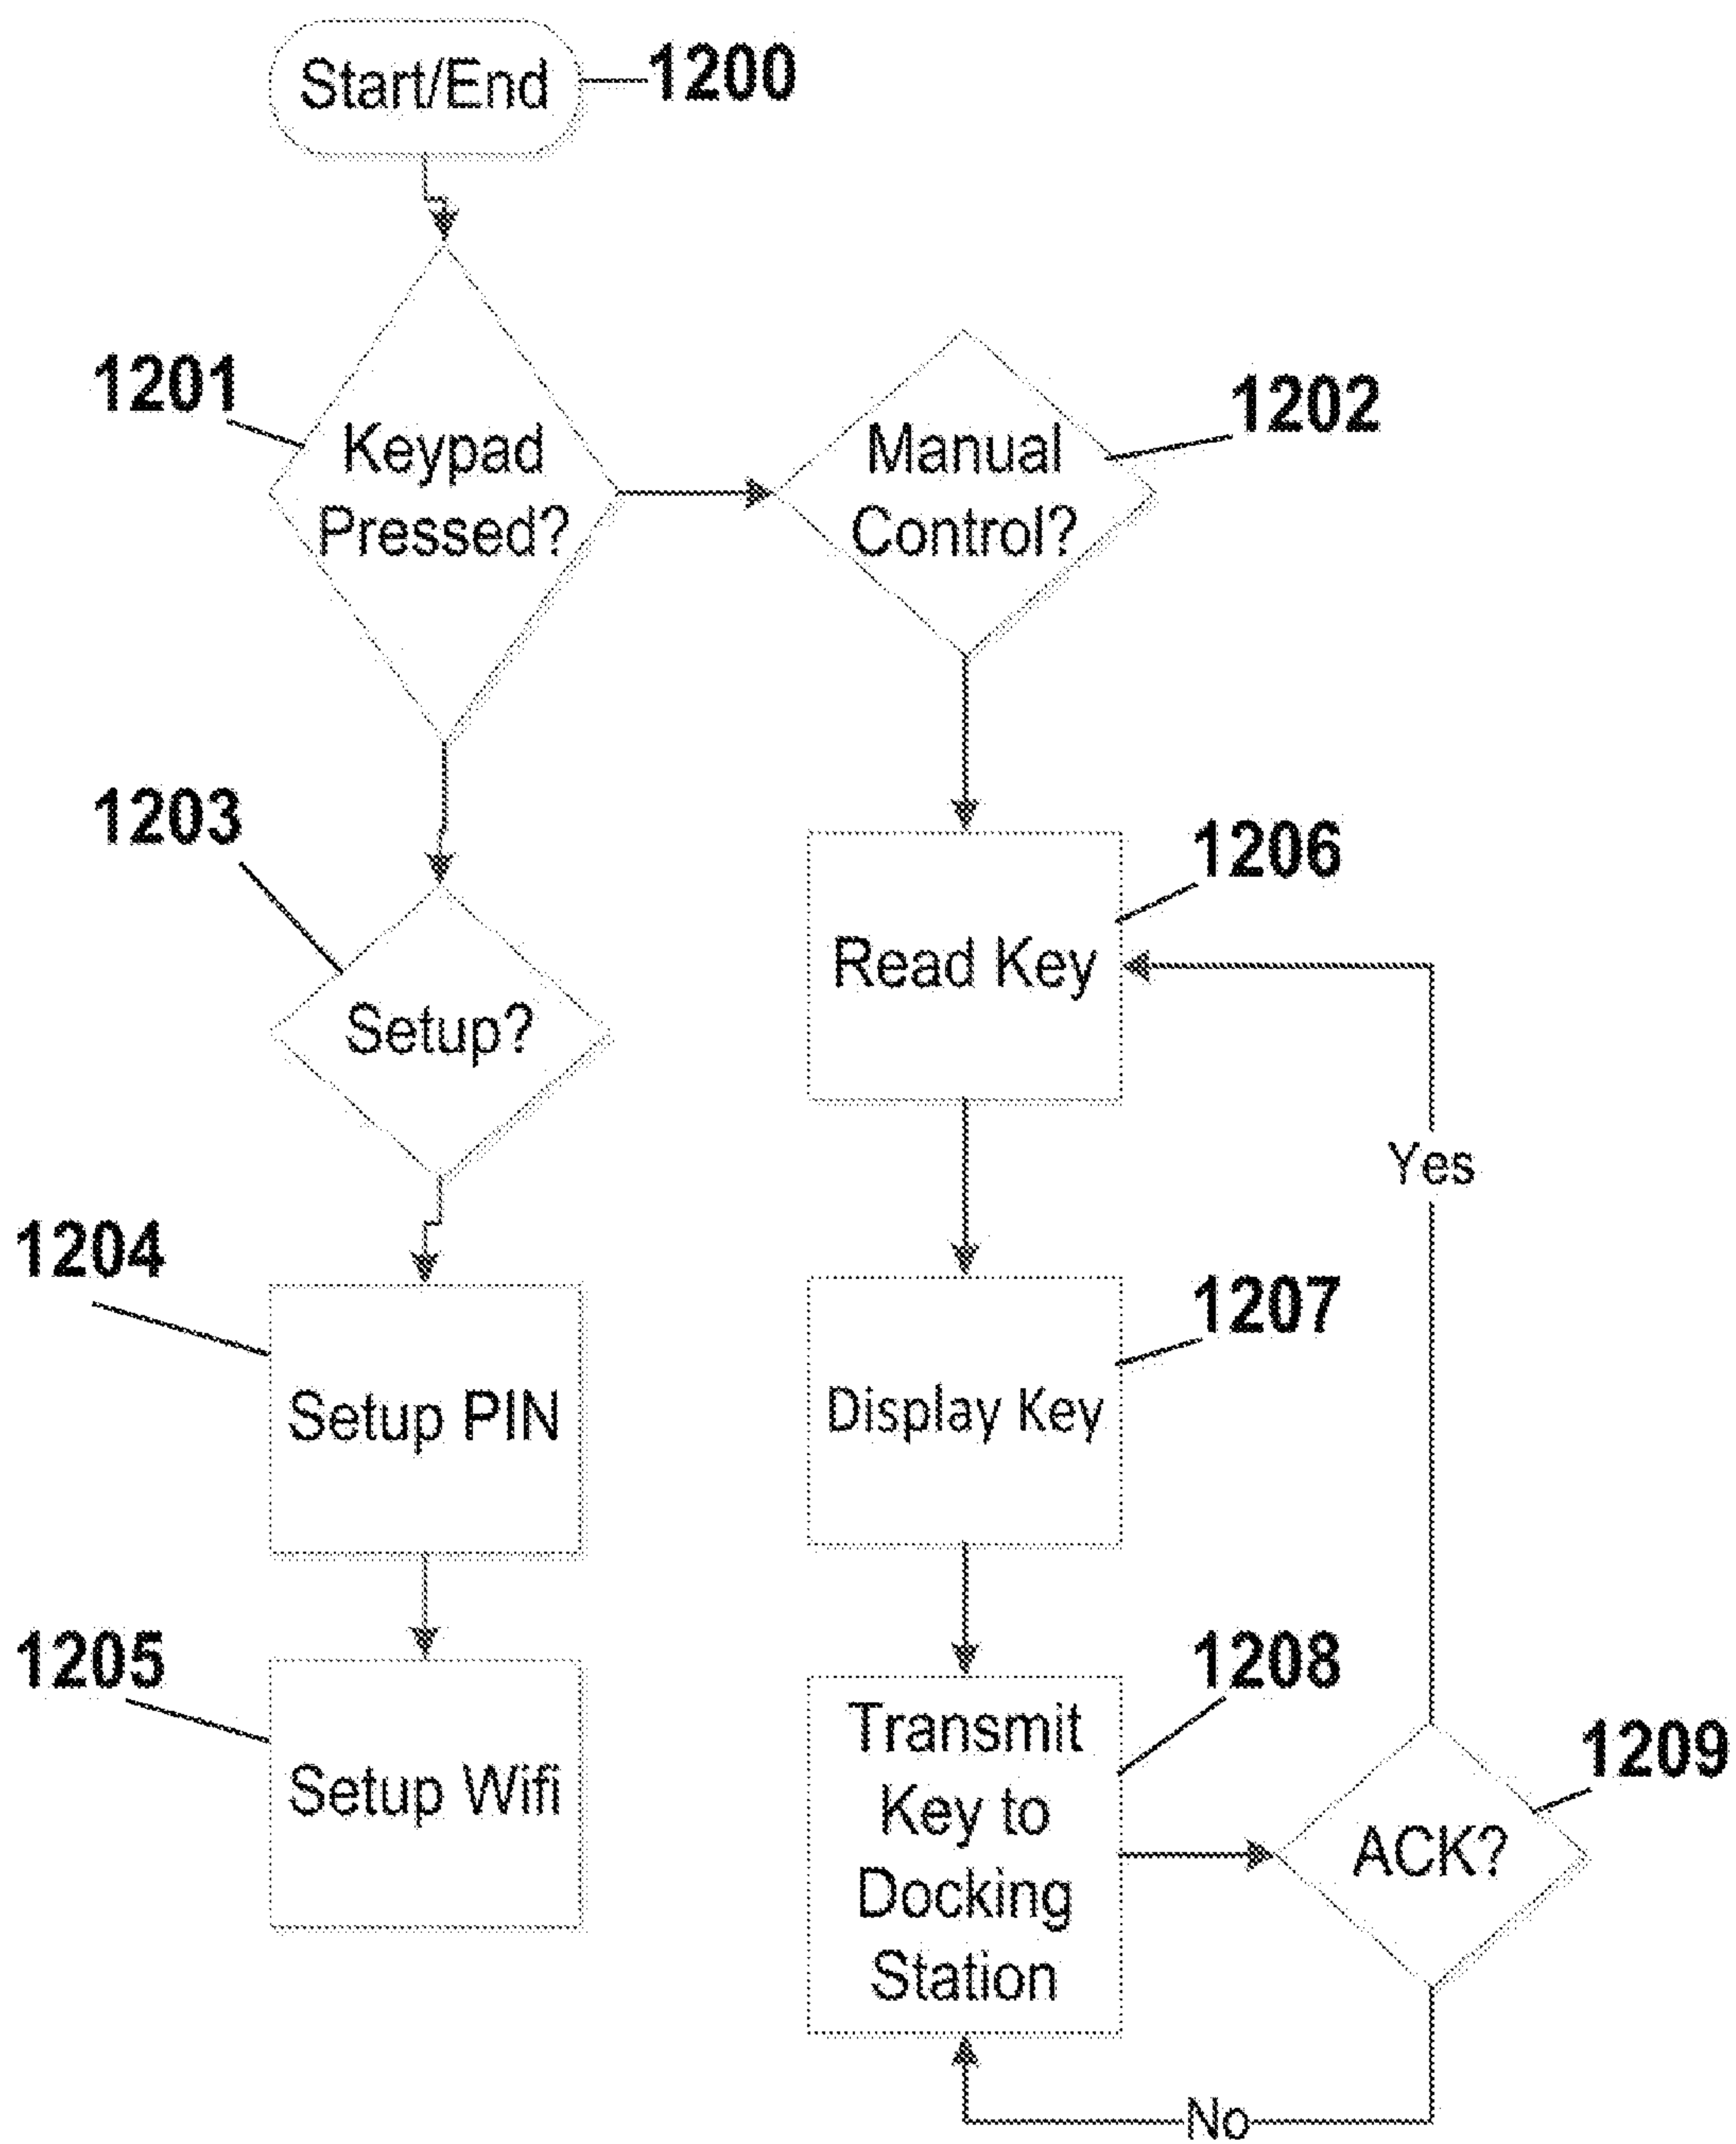 Start/End
1200
1201
Keypad
Pressed?
Manual
Control?
1202
1203
Setup?
1206
Read Key
Yes
1204
Setup PIN
1207
Display Key
1205
Setup Wifi
1208
Transmit
Key to
Docking
Station
1209
ACK?
No